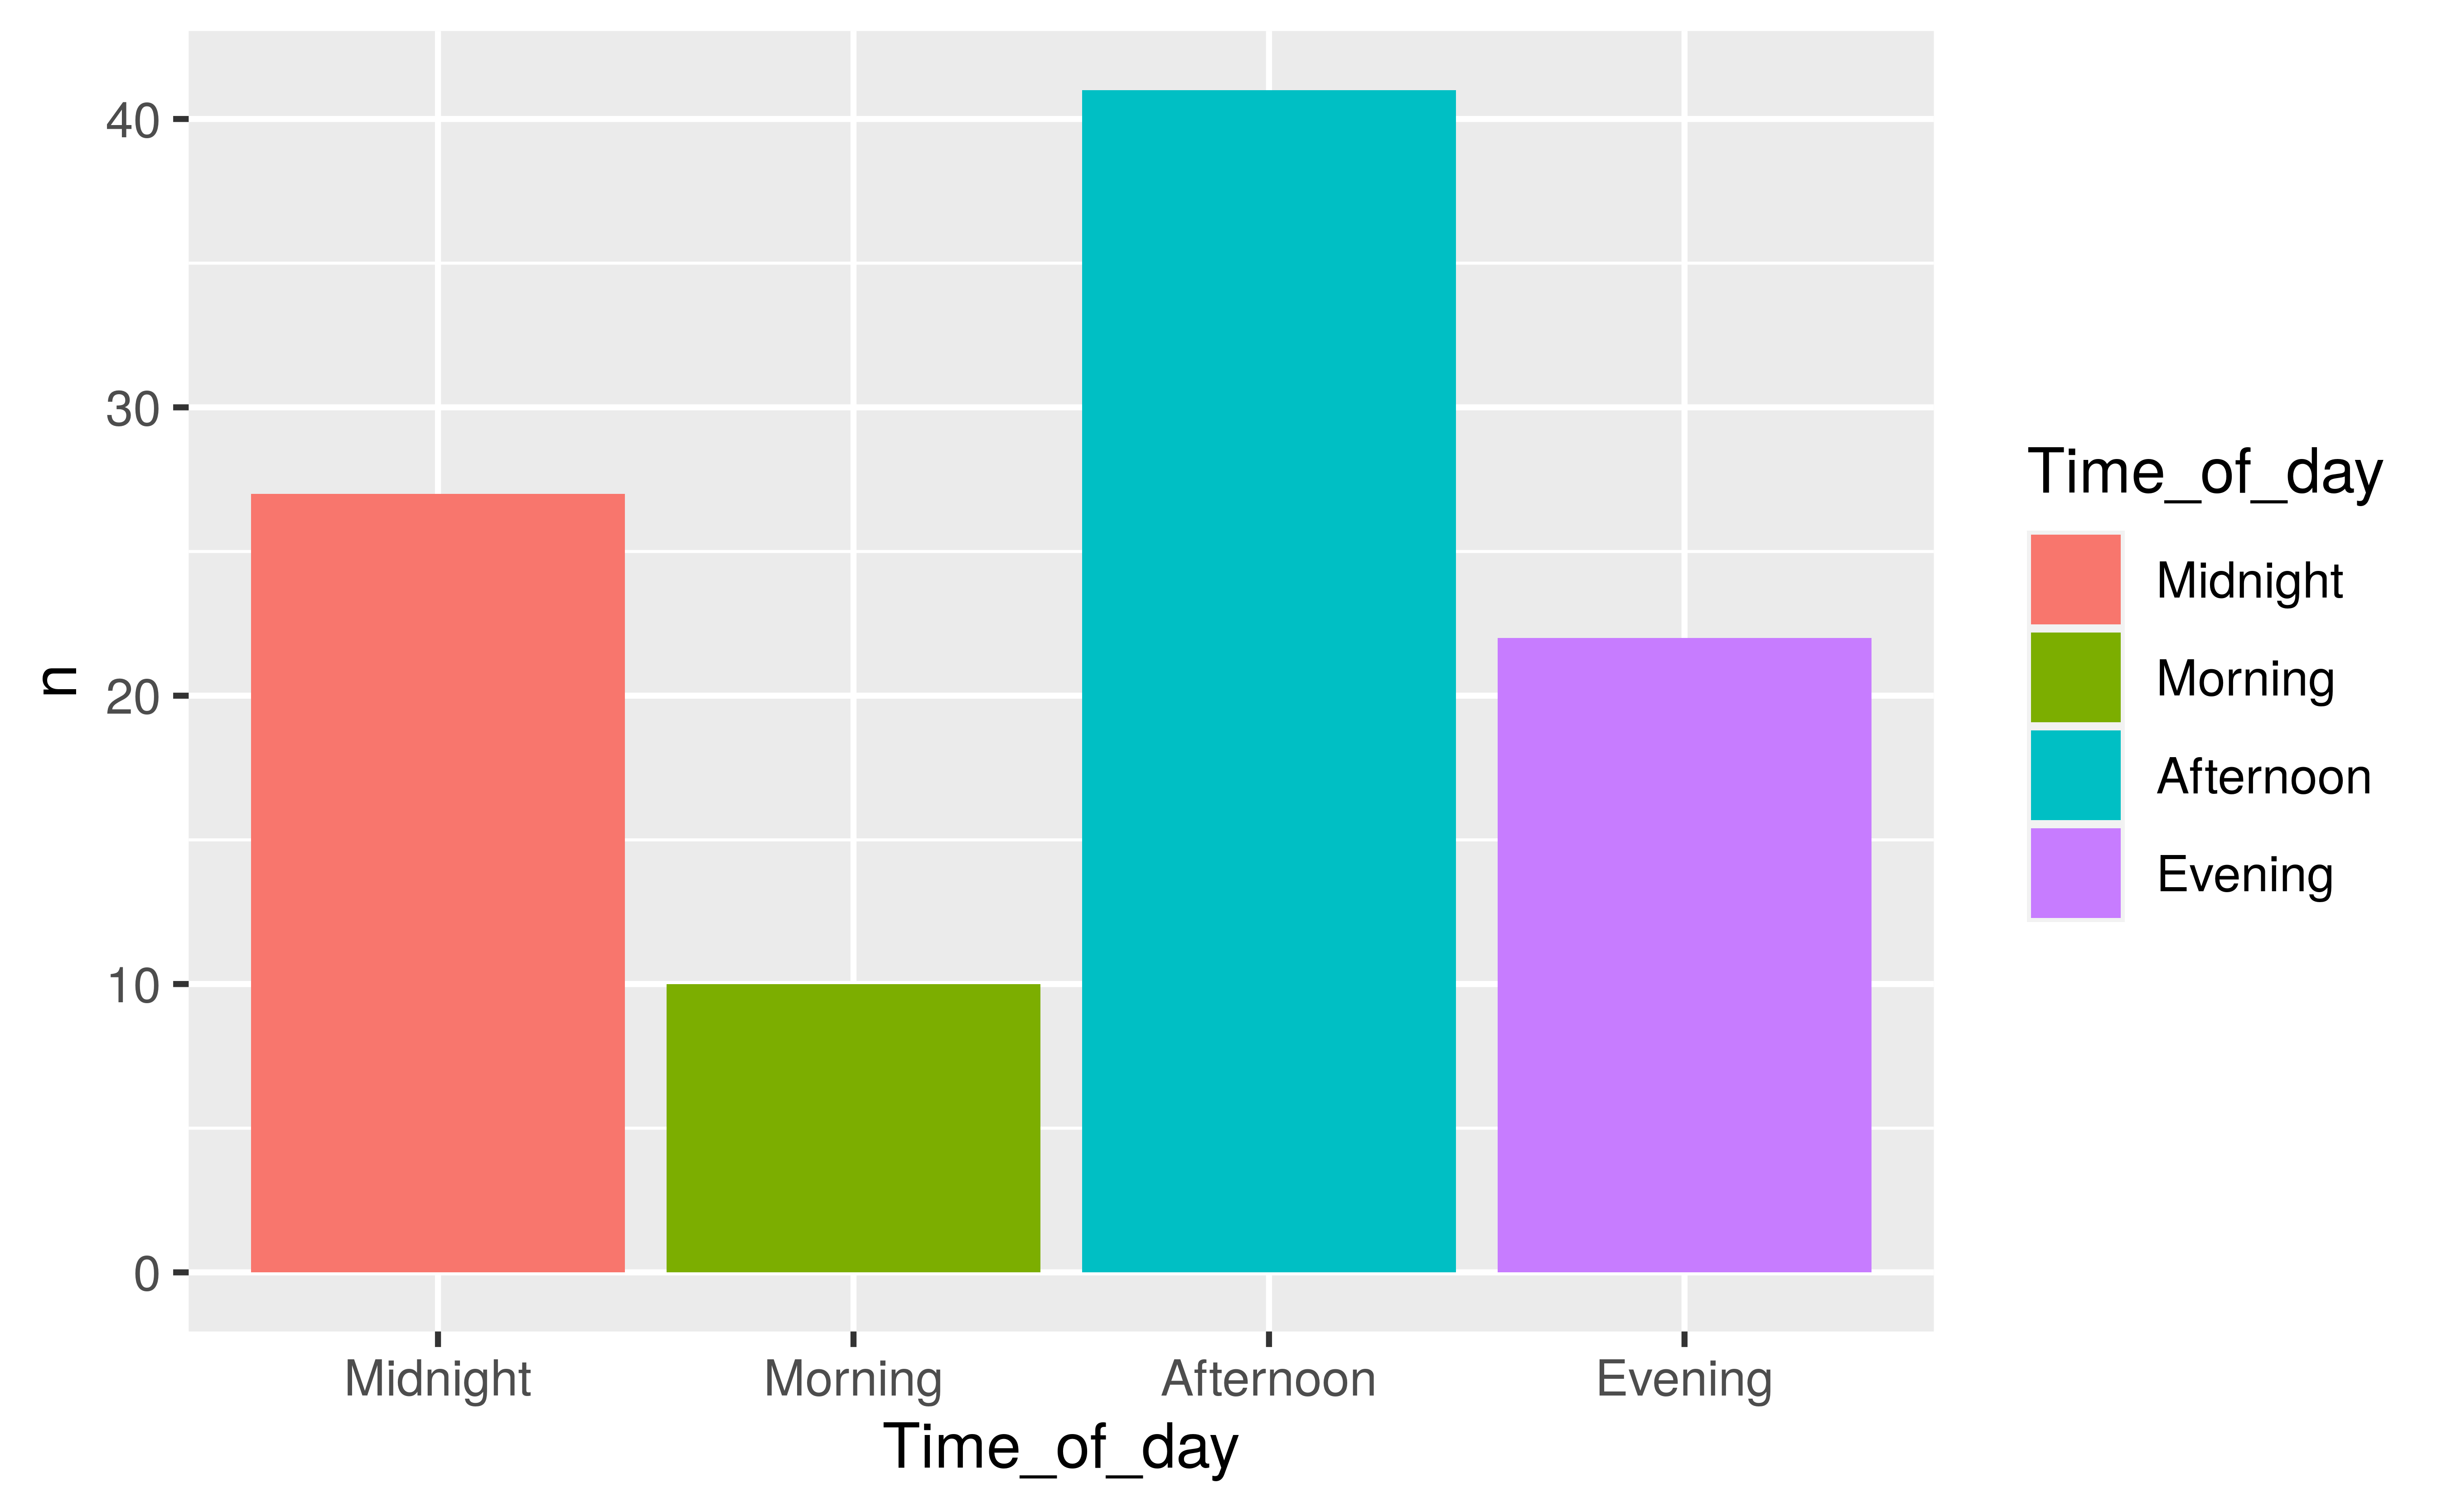 n
40
30
20
10
0
Midnight Morning Afternoon Evening
Time_of_day
Time_of_day
Midnight
Morning
Afternoon
Evening